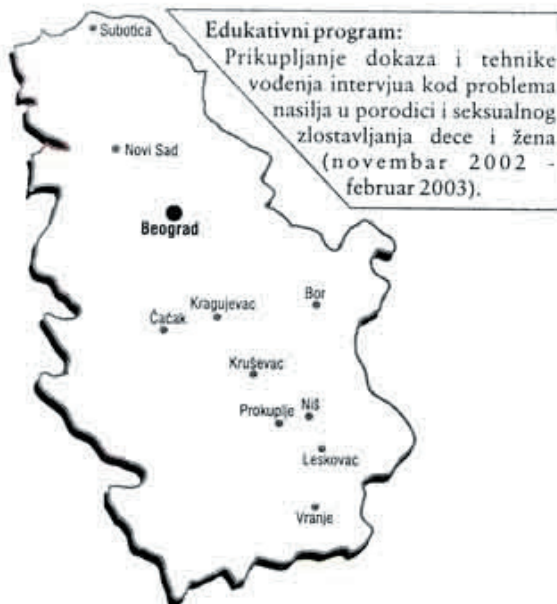 Edukativni program:
Prikupljanje dokaza i tehnike
vođenja intervjua kod problema
nasilja u porodici i seksualnog
zlostavljanja dece i žena
(novembar 2002 -
februar 2003).
Subotica
Novi Sad
Beograd
Bor
Kragujevac
Čačak
Kruševac
Niš
Prokuplje
Leskovac
Vranje